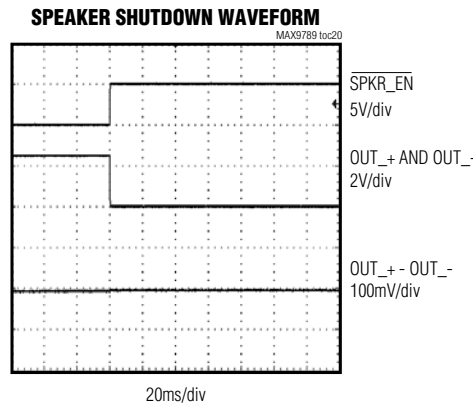 SPEAKER SHUTDOWN WAVEFORM
MAX9789 toc20
SPKR_EN
5V/div
OUT_+ AND OUT_-
2V/div
OUT_+ - OUT_-
100mV/div
20ms/div